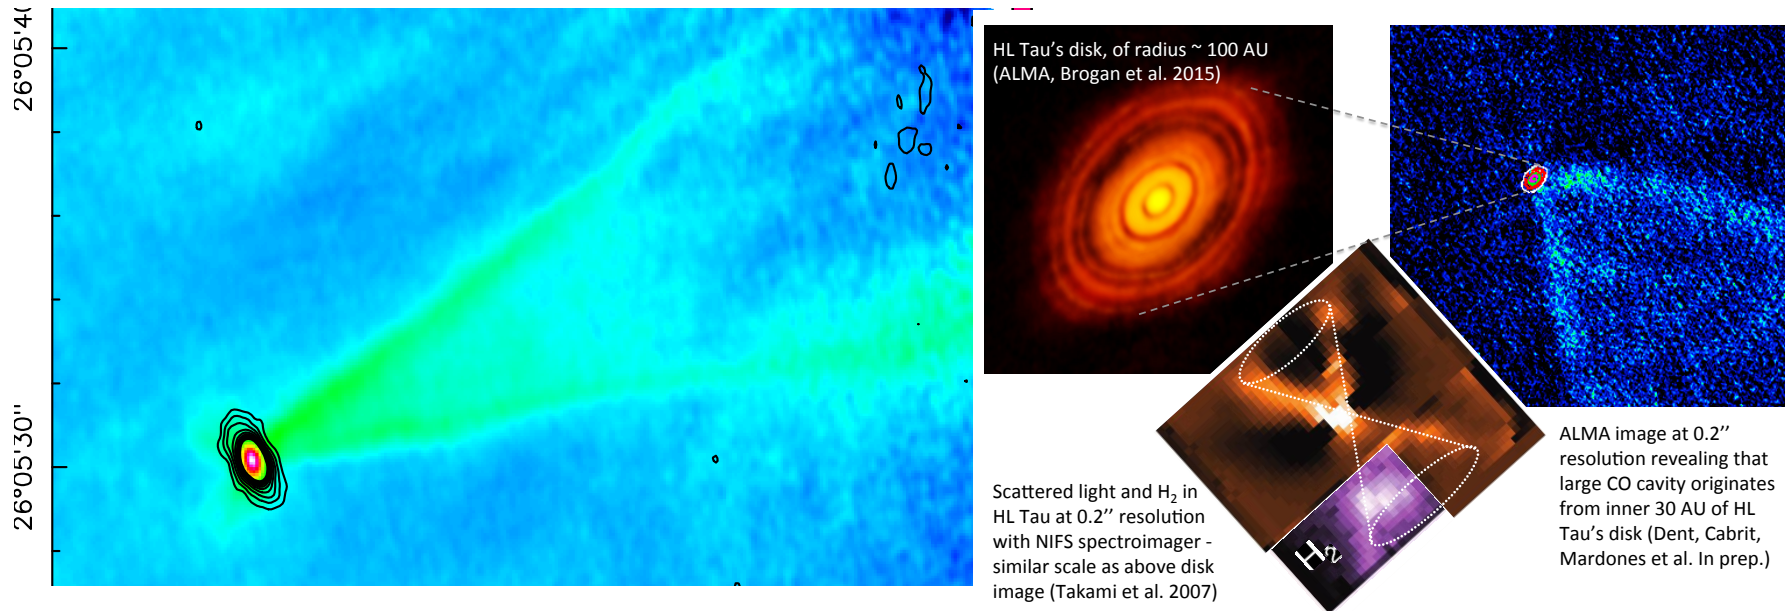 26°05'40
26°05'30"
HL Tau's disk, of radius ~ 100 AU
(ALMA, Brogan et al. 2015)
Scattered light and H₂ in
HL Tau at 0.2'' resolution
with NIFS spectroimager -
similar scale as above disk
image (Takami et al. 2007)
H₂
ALMA image at 0.2''
resolution revealing that
large CO cavity originates
from inner 30 AU of HL
Tau's disk (Dent, Cabrit,
Mardones et al. In prep.)